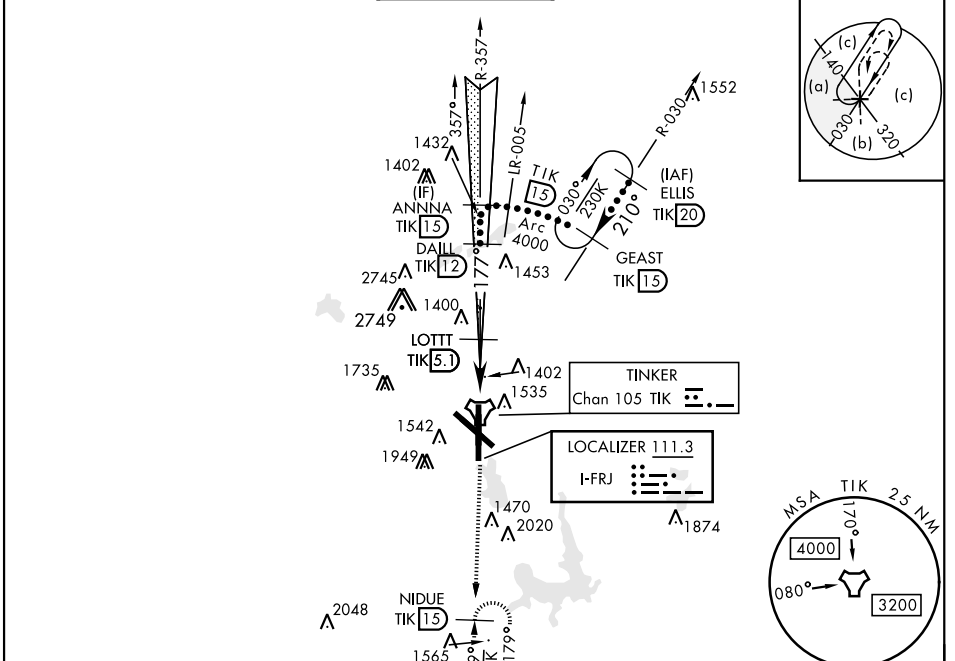 R-357
357°
LR-005
R-030
1552
1432
1402
(IF)
ANNNA
TIK 15
TIK
15
Arc
4000
030°
230K
210°
(IAF)
ELLIS
TIK 20
GEAST
TIK 15
DAILL
TIK 12
177°
1453
2745
2749
1400
LOTTT
TIK 5.1
1735
1402
1535
TINKER
Chan 105 TIK
1542
1949
LOCALIZER 111.3
I-FRJ
1470
2020
1874
2048
NIDUE
TIK 15
1565
179°
(c)
140
(a)
(c)
030
(b)
320
MSA TIK 25 NM
170°
4000
080°
3200